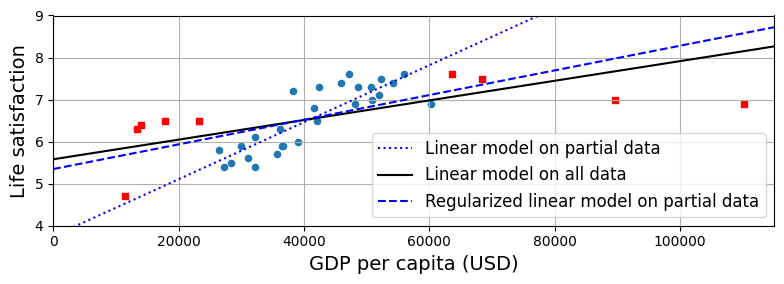 9
8
7
6
5
4
Life satisfaction
0
20000
40000
60000
80000
100000
GDP per capita (USD)
Linear model on partial data
Linear model on all data
Regularized linear model on partial data